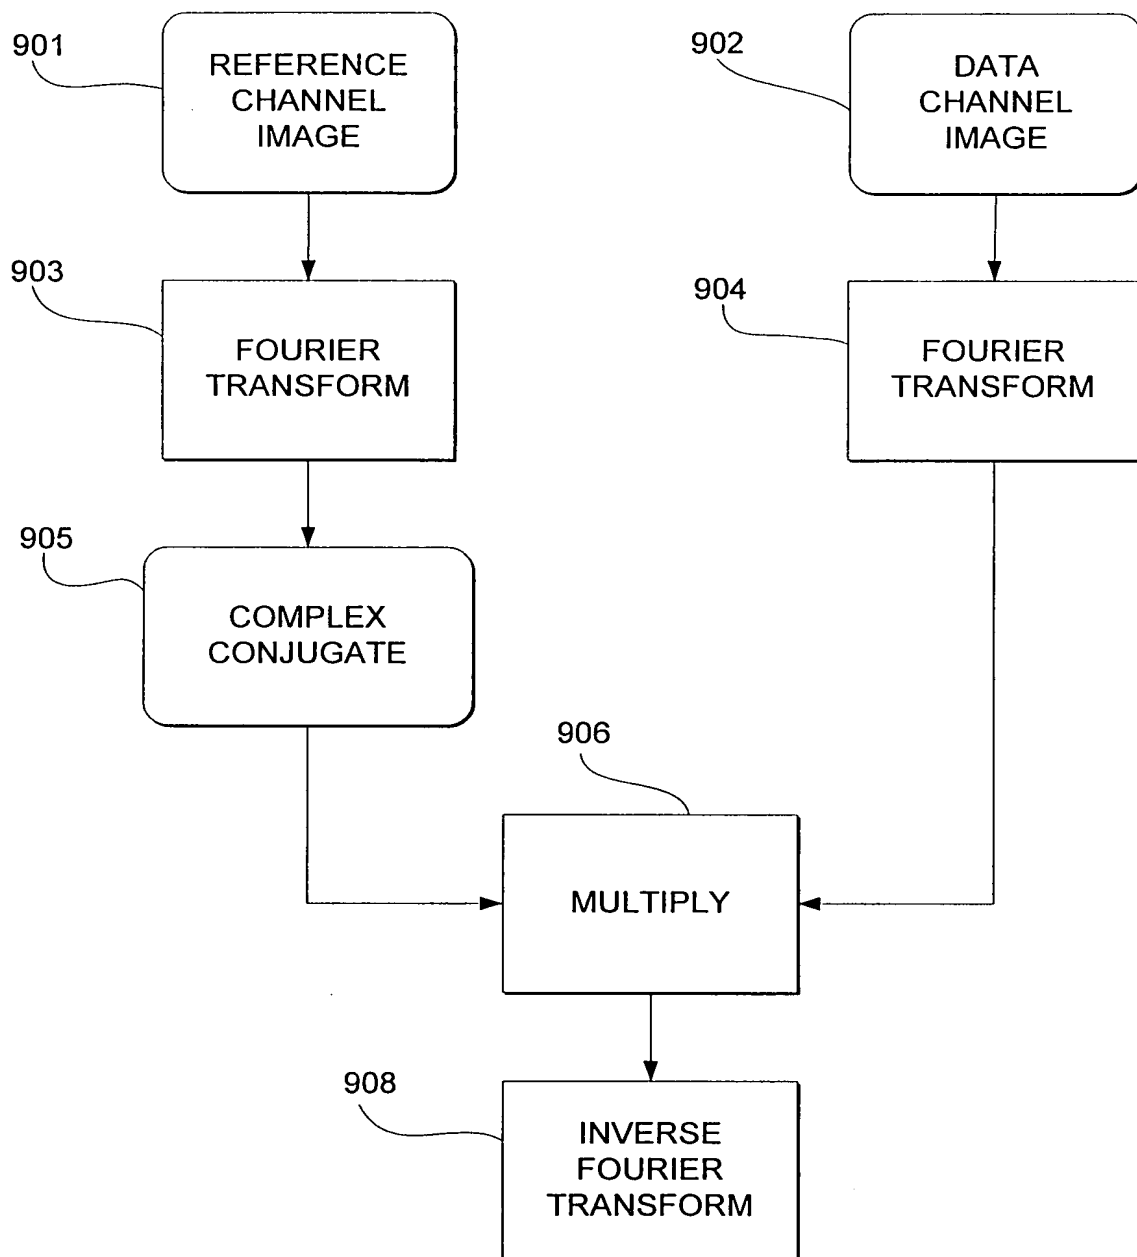 901
REFERENCE
CHANNEL
IMAGE
902
DATA
CHANNEL
IMAGE
903
FOURIER
TRANSFORM
904
FOURIER
TRANSFORM
905
COMPLEX
CONJUGATE
906
MULTIPLY
908
INVERSE
FOURIER
TRANSFORM